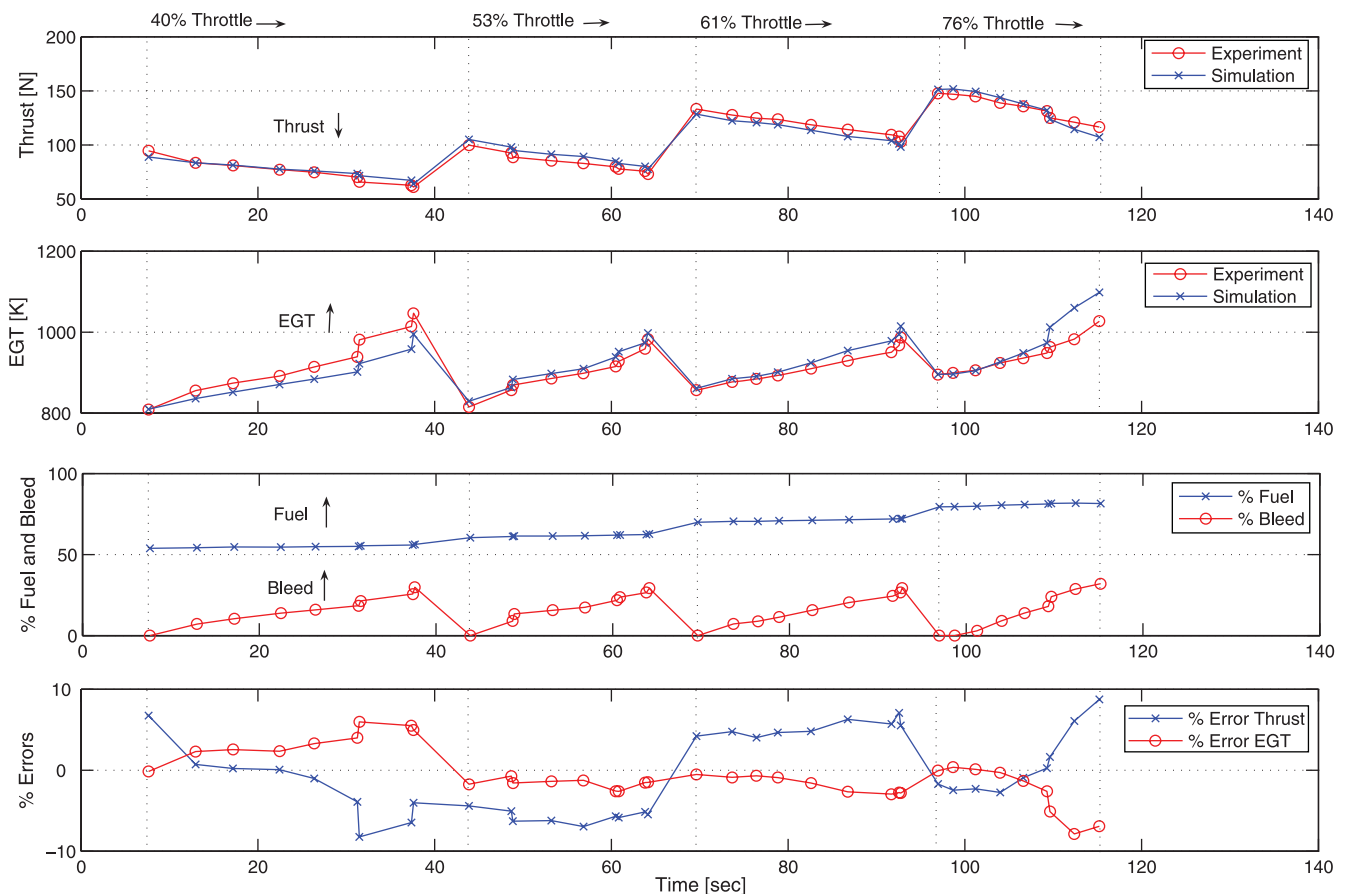 40% Throttle → 53% Throttle → 61% Throttle → 76% Throttle →
200
150
100
50
Thrust [N]
Thrust ↓
Experiment
Simulation
0 20 40 60 80 100 120 140
1200
1000
800
EGT [K]
EGT ↑
Experiment
Simulation
0 20 40 60 80 100 120 140
100
50
0
% Fuel and Bleed
Fuel ↑
Bleed ↑
% Fuel
% Bleed
0 20 40 60 80 100 120 140
10
0
−10
% Errors
% Error Thrust
% Error EGT
0 20 40 60 80 100 120 140
Time [sec]